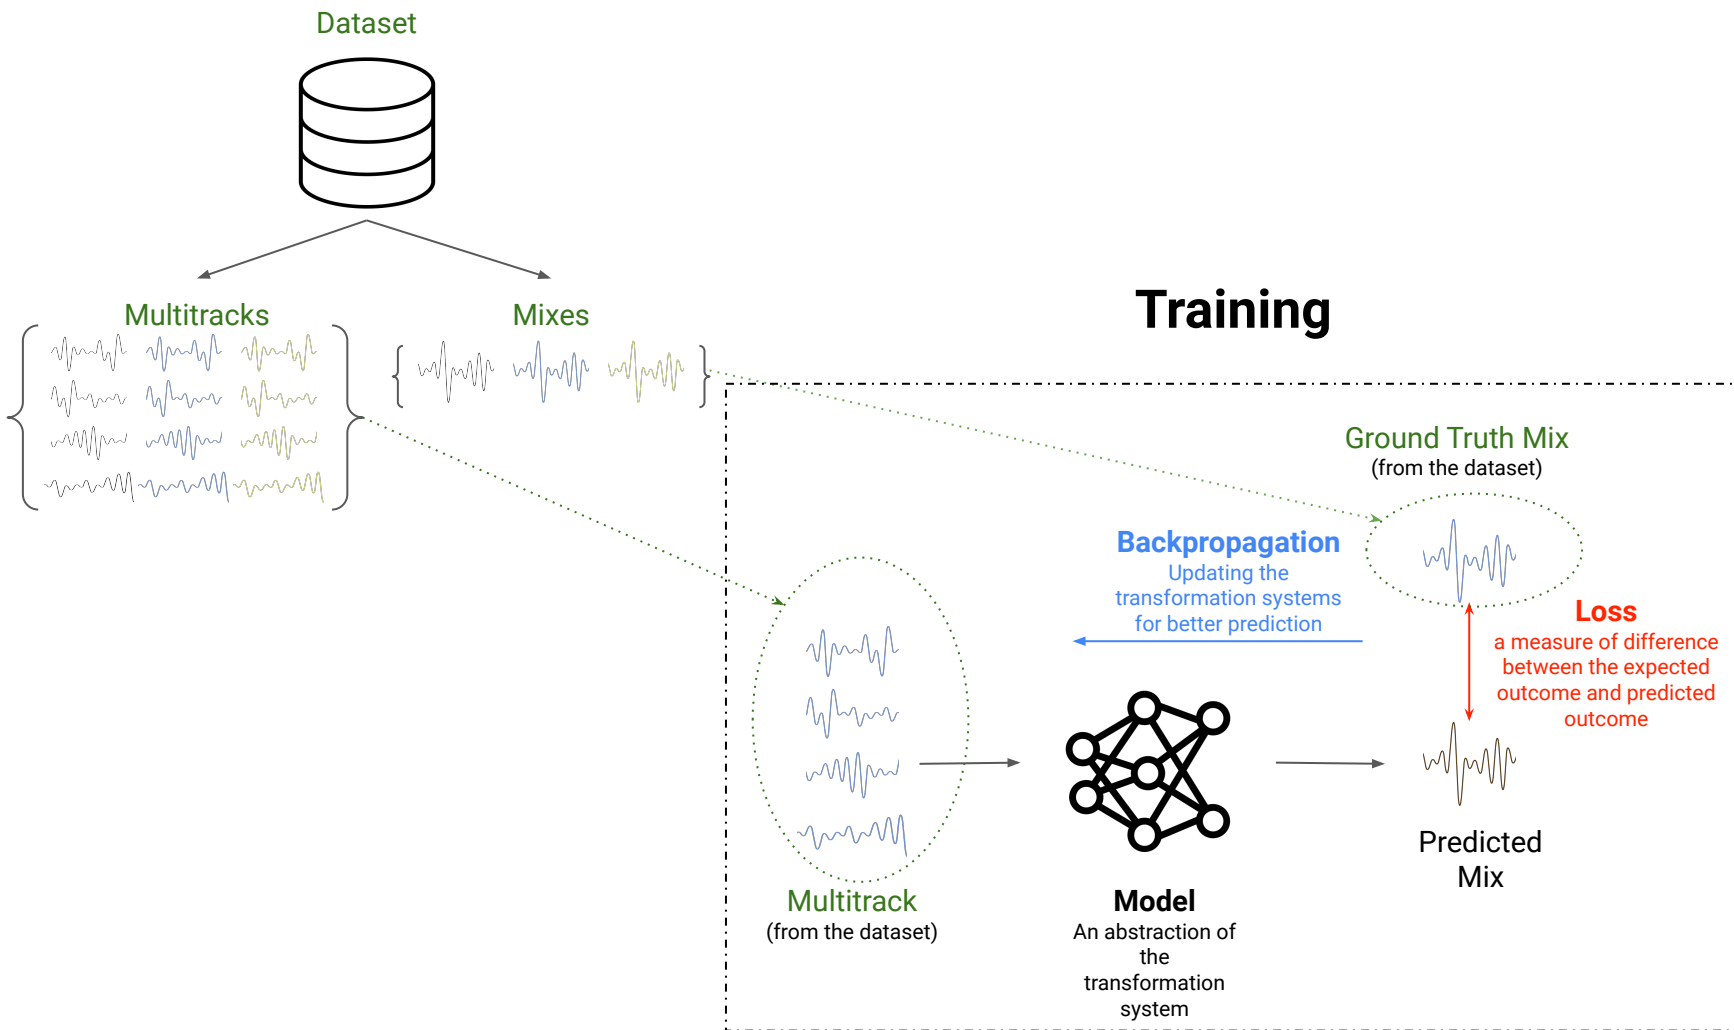 Dataset
Multitracks
Mixes
Training
Ground Truth Mix
(from the dataset)
Backpropagation
Updating the
transformation systems
for better prediction
Loss
a measure of difference
between the expected
outcome and predicted
outcome
Predicted
Mix
Multitrack
(from the dataset)
Model
An abstraction of
the
transformation
system